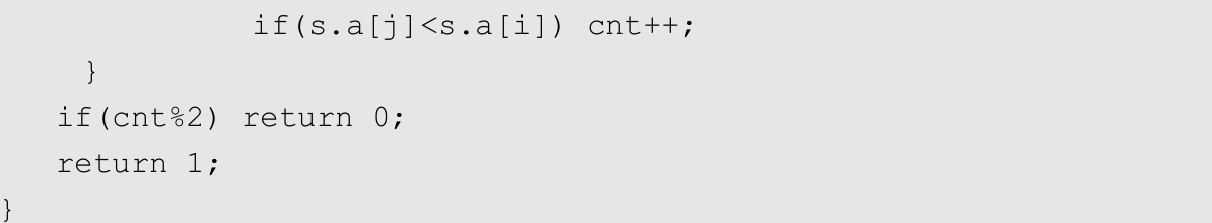 if(s.a[j]<s.a[i]) cnt++;
}
if(cnt%2) return 0;
return 1;
}